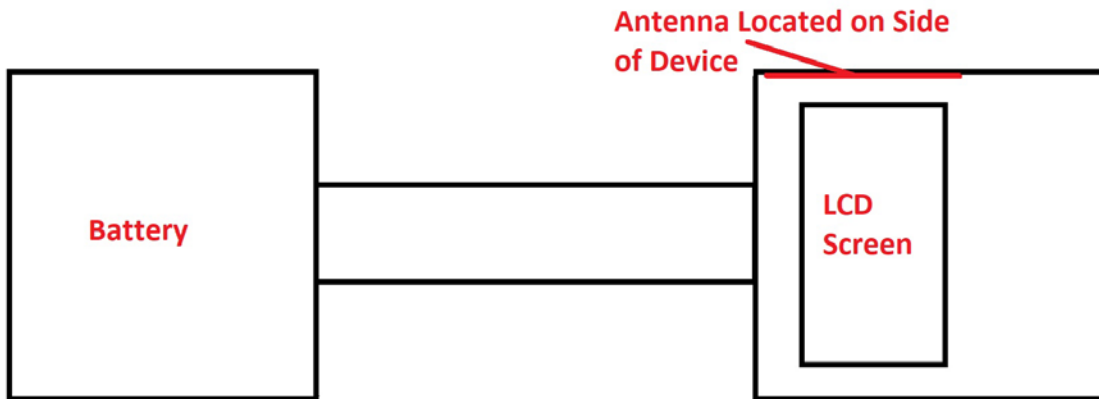 Antenna Located on Side
of Device
Battery
LCD
Screen